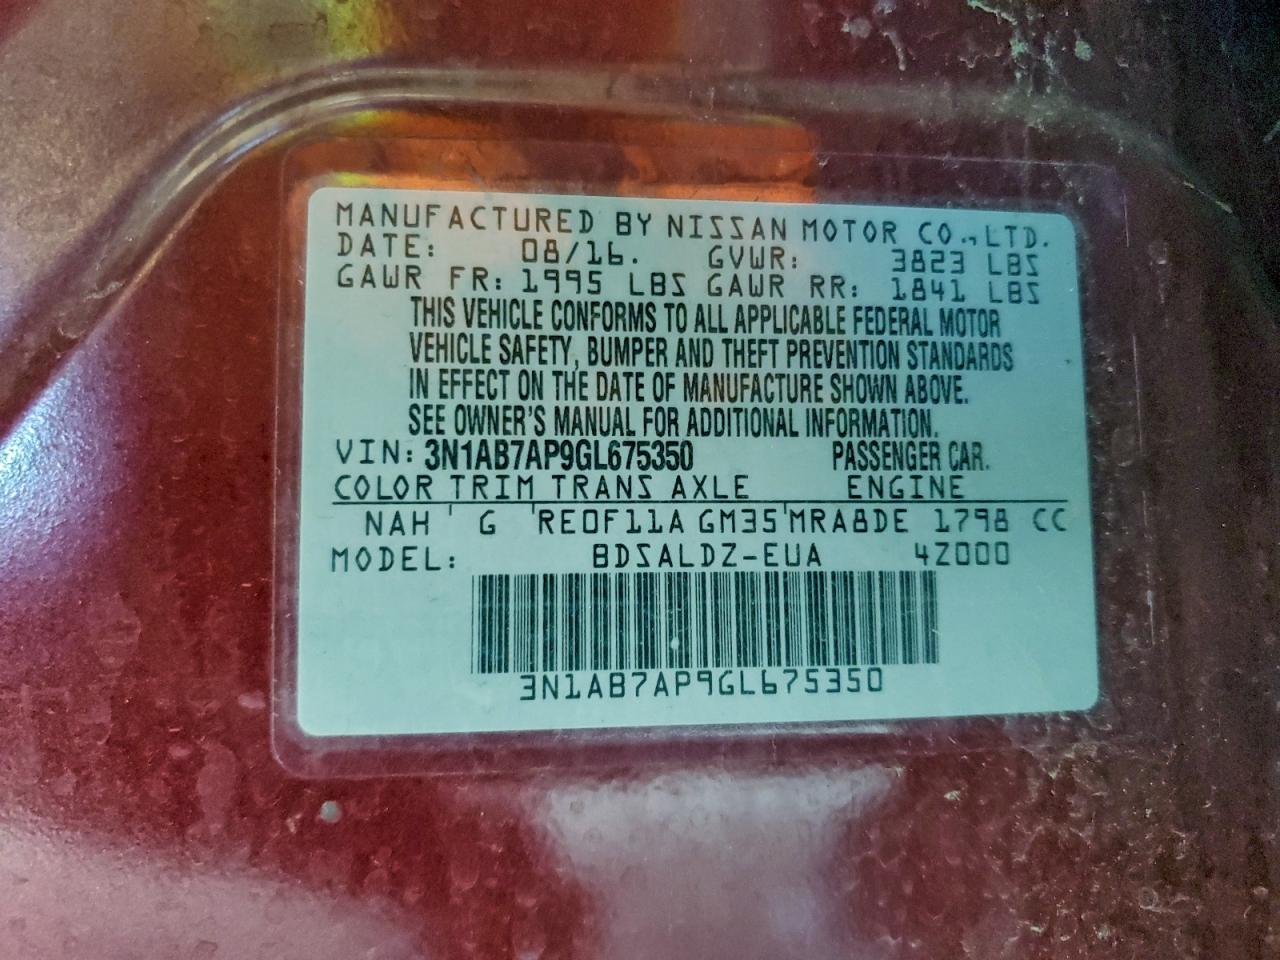 MANUFACTURED BY NISSAN MOTOR CO.,LTD.
DATE: 08/16. GVWR: 3823 LBS
GAWR FR: 1995 LBS GAWR RR: 1841 LBS
THIS VEHICLE CONFORMS TO ALL APPLICABLE FEDERAL MOTOR
VEHICLE SAFETY, BUMPER AND THEFT PREVENTION STANDARDS
IN EFFECT ON THE DATE OF MANUFACTURE SHOWN ABOVE.
SEE OWNER'S MANUAL FOR ADDITIONAL INFORMATION.
VIN: 3N1AB7AP9GL675350 PASSENGER CAR.
COLOR TRIM TRANS AXLE ENGINE
NAH ' G 'RE0F11A GM35'MRA8DE 1798 CC
MODEL: BDSALDZ-EUA 4Z000
3N1AB7AP9GL675350